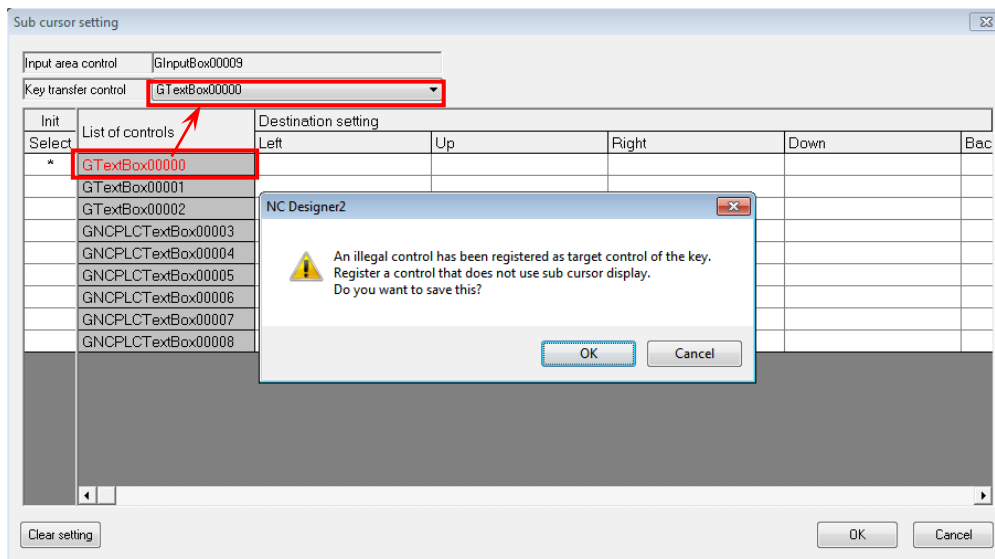 Sub cursor setting
Input area control GInputBox00009
Key transfer control GTextBox00000
Init List of controls Destination setting
Select Left Up Right Down Bac
* GTextBox00000
GTextBox00001
GTextBox00002
GNCPLCTextBox00003
GNCPLCTextBox00004
GNCPLCTextBox00005
GNCPLCTextBox00006
GNCPLCTextBox00007
GNCPLCTextBox00008
NC Designer2
An illegal control has been registered as target control of the key.
Register a control that does not use sub cursor display.
Do you want to save this?
OK Cancel
Clear setting OK Cancel